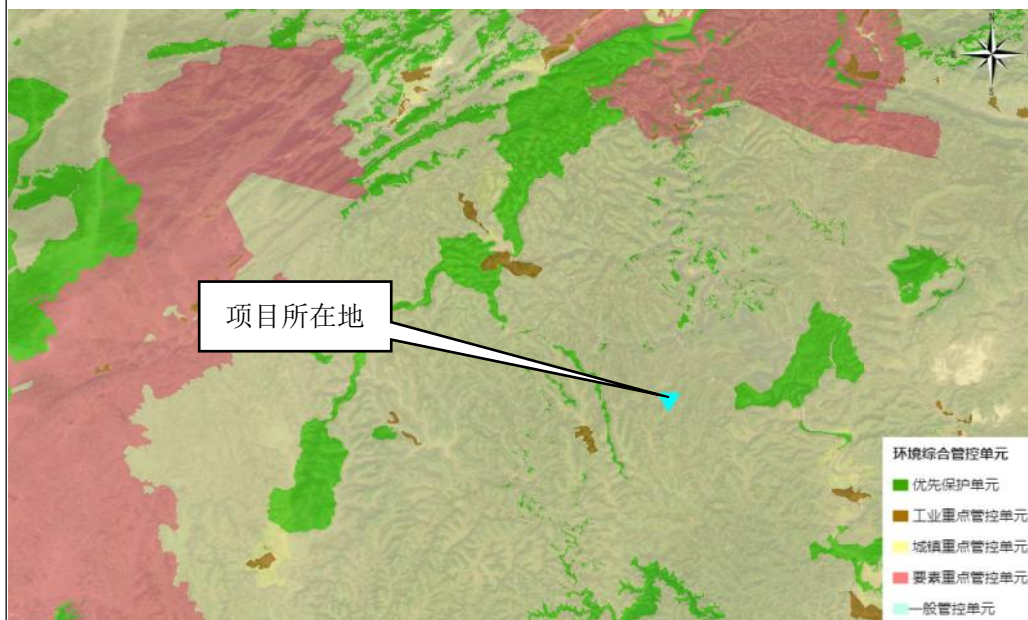 N
S
项目所在地
环境综合管控单元
优先保护单元
工业重点管控单元
城镇重点管控单元
要素重点管控单元
一般管控单元